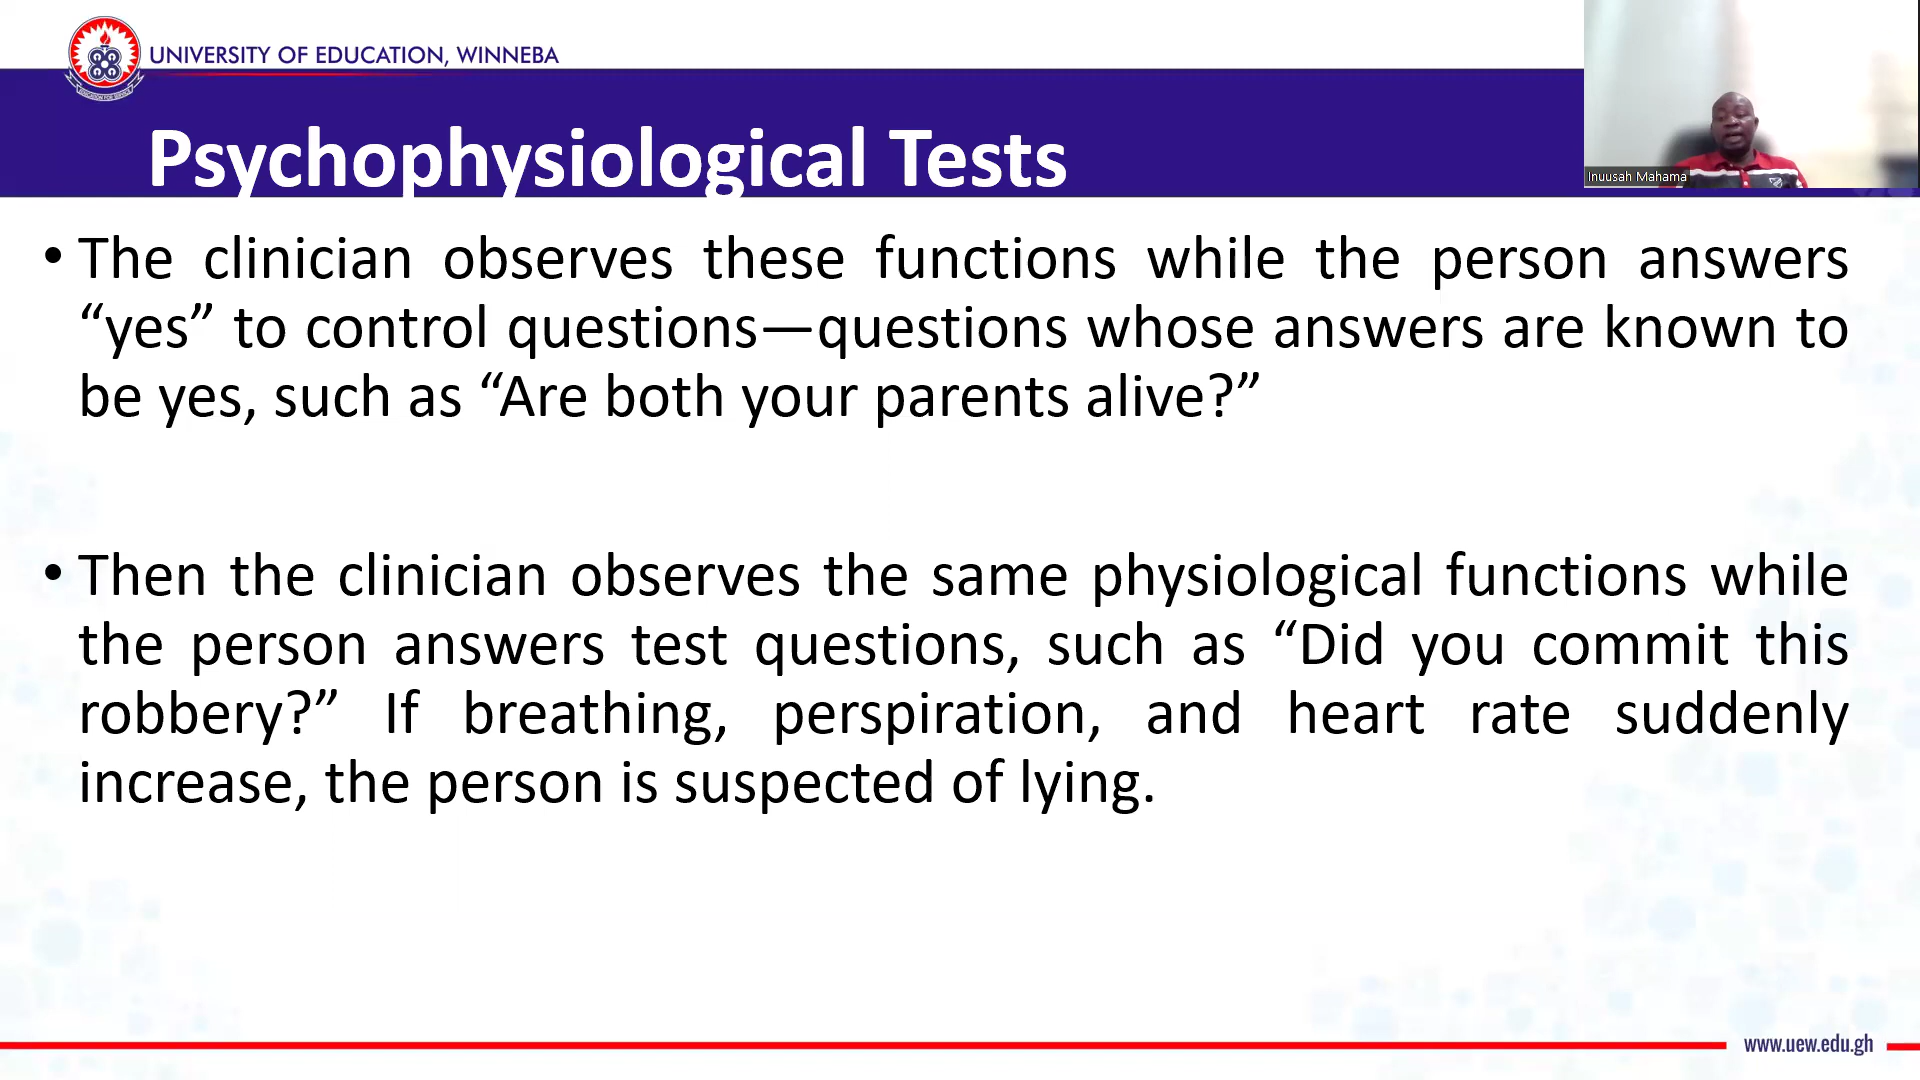 UNIVERSITY OF EDUCATION, WINNEBA
Psychophysiological Tests
Inuusah Mahama
• The clinician observes these functions while the person answers
“yes” to control questions—questions whose answers are known to
be yes, such as “Are both your parents alive?”
• Then the clinician observes the same physiological functions while
the person answers test questions, such as “Did you commit this
robbery?” If breathing, perspiration, and heart rate suddenly
increase, the person is suspected of lying.
www.uew.edu.gh